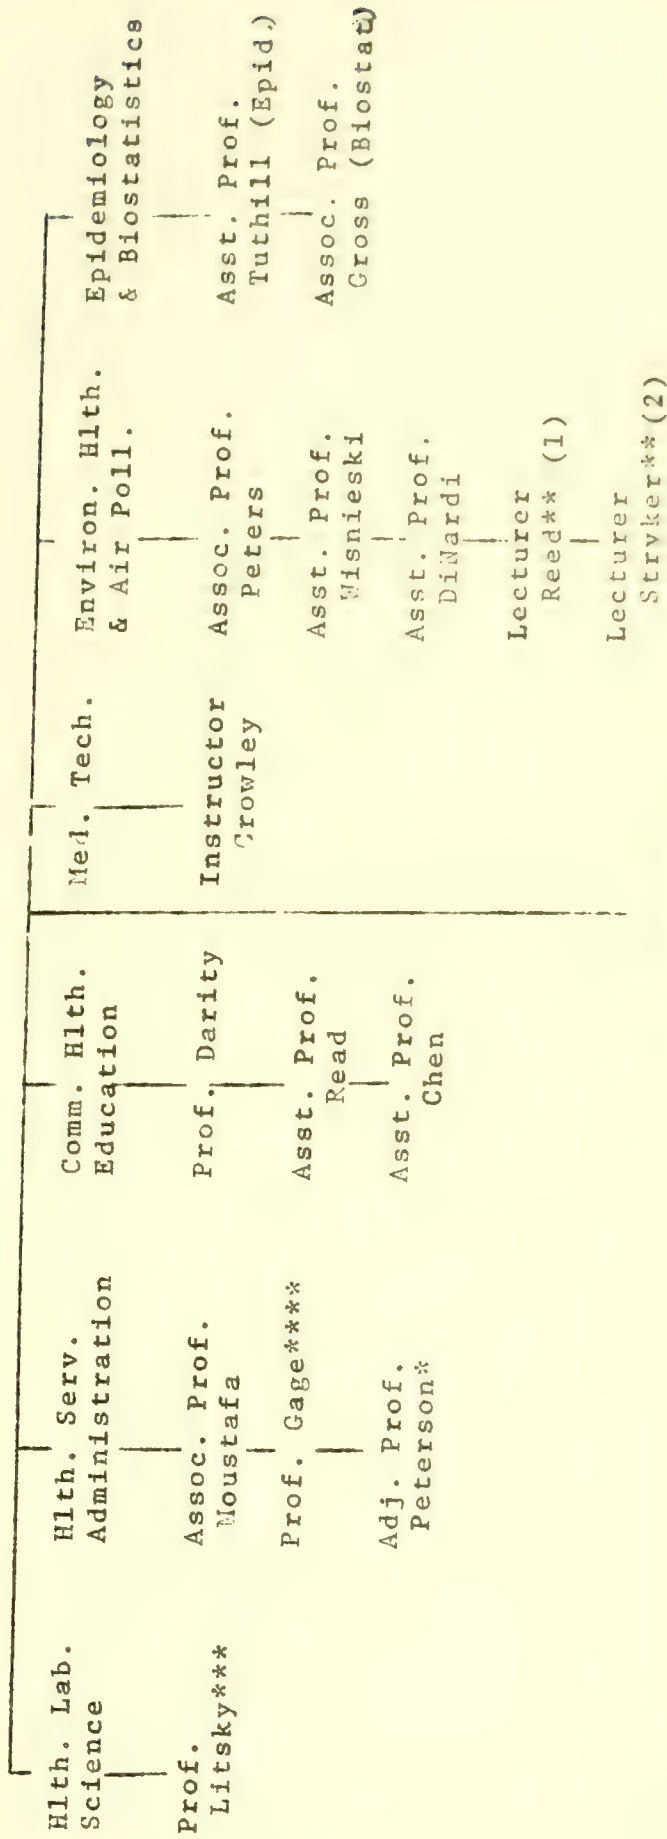 Hlth. Lab.
Science
Prof.
Litsky***
Hlth. Serv.
Administration
Assoc. Prof.
Moustafa
Prof. Gage****
Adj. Prof.
Peterson*
Comm. Hlth.
Education
Prof. Darity
Asst. Prof.
Read
Asst. Prof.
Chen
Med. Tech.
Instructor
Crowley
Environ. Hlth.
& Air Poll.
Assoc. Prof.
Peters
Asst. Prof.
Wisnieski
Asst. Prof.
DiNardi
Lecturer
Reed** (1)
Lecturer
Stryker** (2)
Epidemiology
& Biostatistics
Asst. Prof.
Tuthill (Epid.)
Assoc. Prof.
Gross (Biostat)